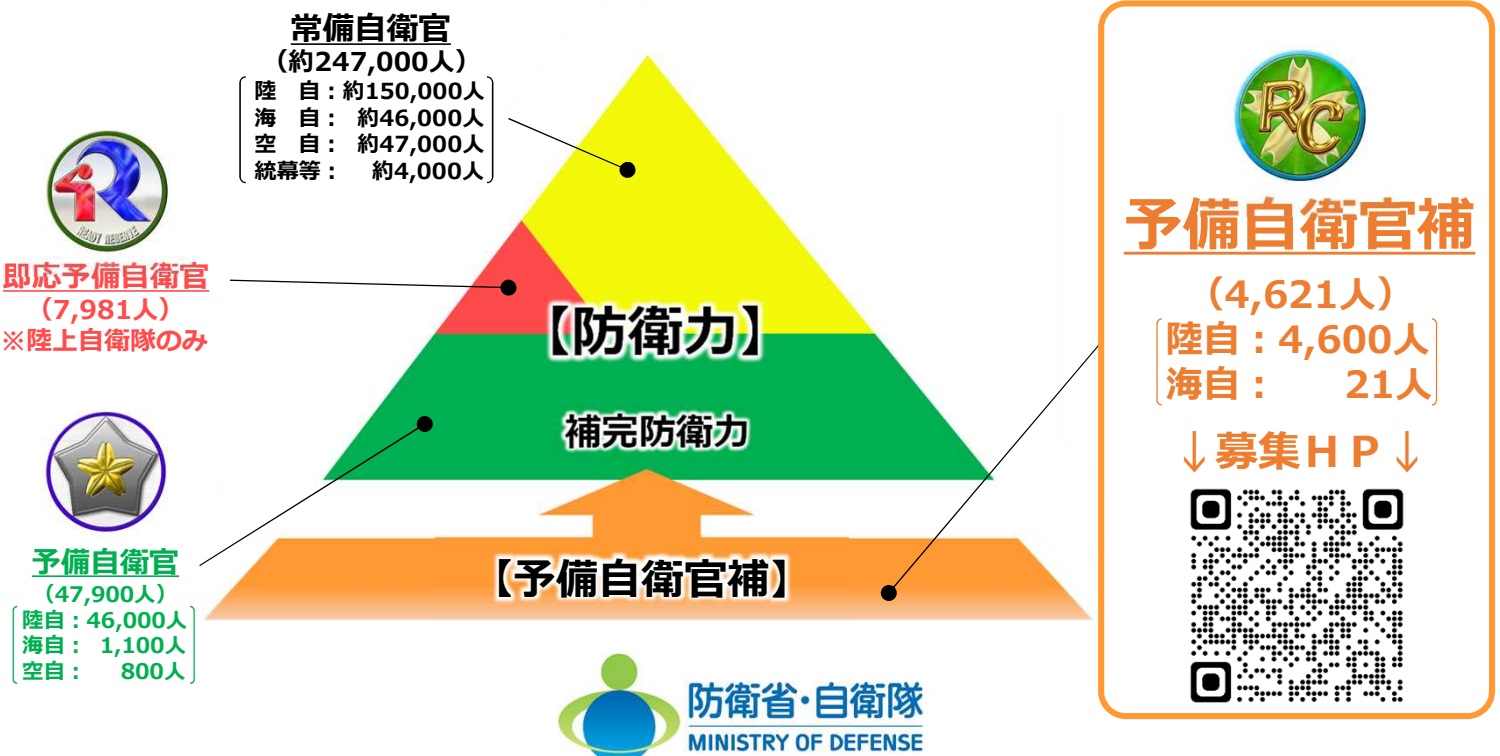 常備自衛官
（約247,000人）
陸　自：約150,000人
海　自：　約46,000人
空　自：　約47,000人
統幕等：　約4,000人
READY RESERVE
即応予備自衛官
（7,981人）
※陸上自衛隊のみ
予備自衛官
（47,900人）
陸自：46,000人
海自：　1,100人
空自：　　800人
【防衛力】
補完防衛力
【予備自衛官補】
防衛省・自衛隊
MINISTRY OF DEFENSE
RC
予備自衛官補
（4,621人）
陸自：4,600人
海自：　　21人
↓募集ＨＰ↓